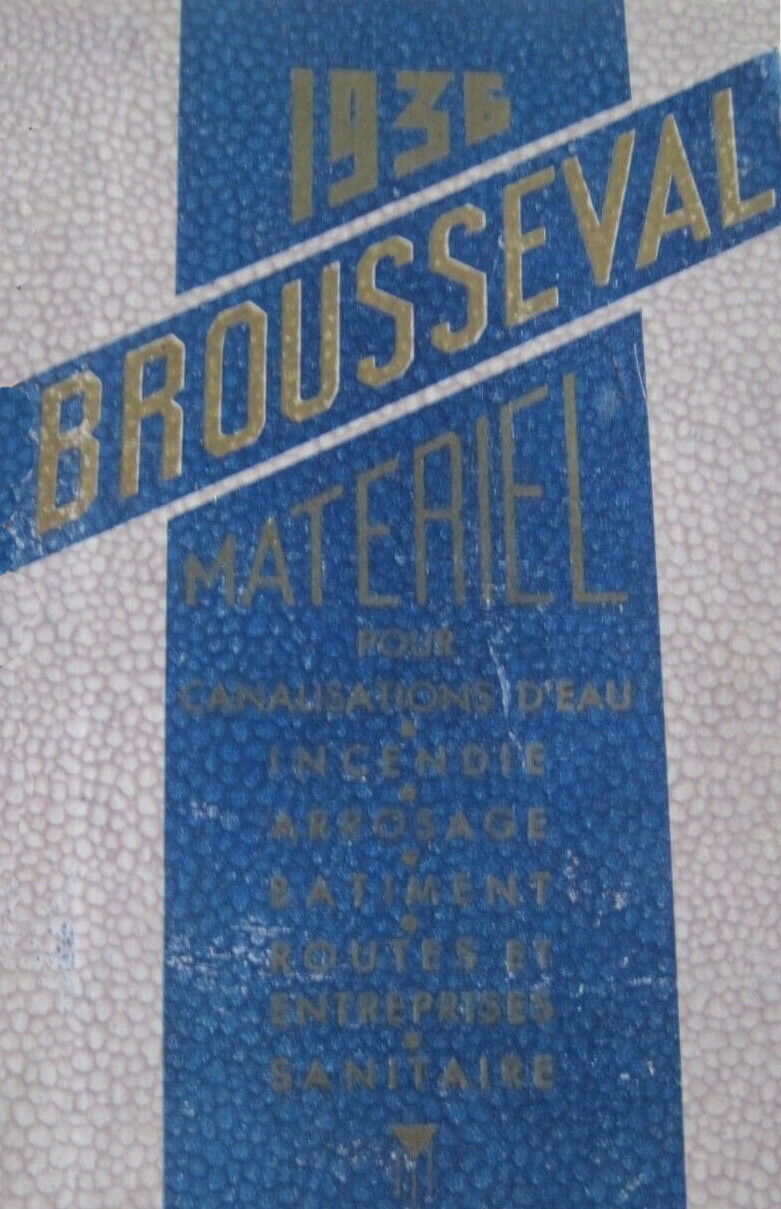 1936
BROUSSEVAL
MATERIEL
POUR
CANALISATIONS D'EAU
INCENDIE
ARROSAGE
BATIMENT
ROUTES ET
ENTREPRISES
SANITAIRE